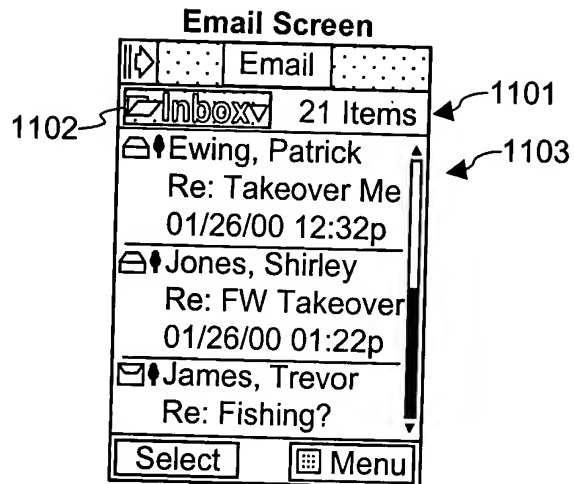 Email Screen
Email
Inbox 21 Items
1101
1102
1103
Ewing, Patrick
Re: Takeover Me
01/26/00 12:32p
Jones, Shirley
Re: FW Takeover
01/26/00 01:22p
James, Trevor
Re: Fishing?
Select Menu